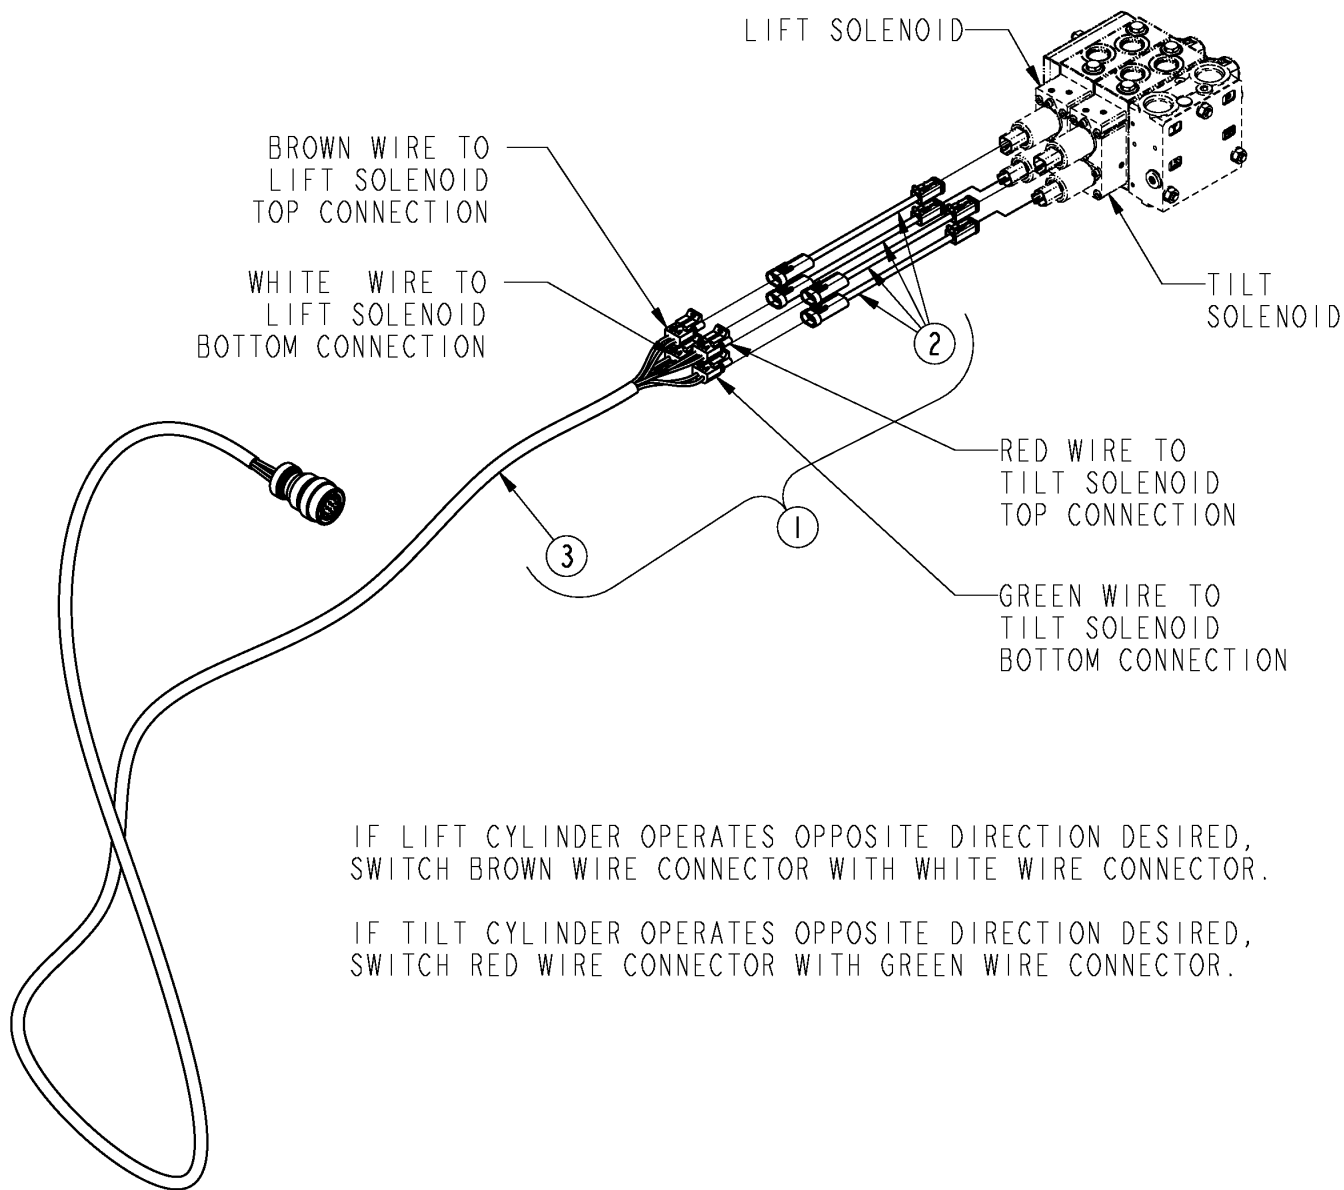 LIFT SOLENOID
BROWN WIRE TO
LIFT SOLENOID
TOP CONNECTION
WHITE WIRE TO
LIFT SOLENOID
BOTTOM CONNECTION
TILT
SOLENOID
2
RED WIRE TO
TILT SOLENOID
TOP CONNECTION
1
3
GREEN WIRE TO
TILT SOLENOID
BOTTOM CONNECTION
IF LIFT CYLINDER OPERATES OPPOSITE DIRECTION DESIRED,
SWITCH BROWN WIRE CONNECTOR WITH WHITE WIRE CONNECTOR.
IF TILT CYLINDER OPERATES OPPOSITE DIRECTION DESIRED,
SWITCH RED WIRE CONNECTOR WITH GREEN WIRE CONNECTOR.